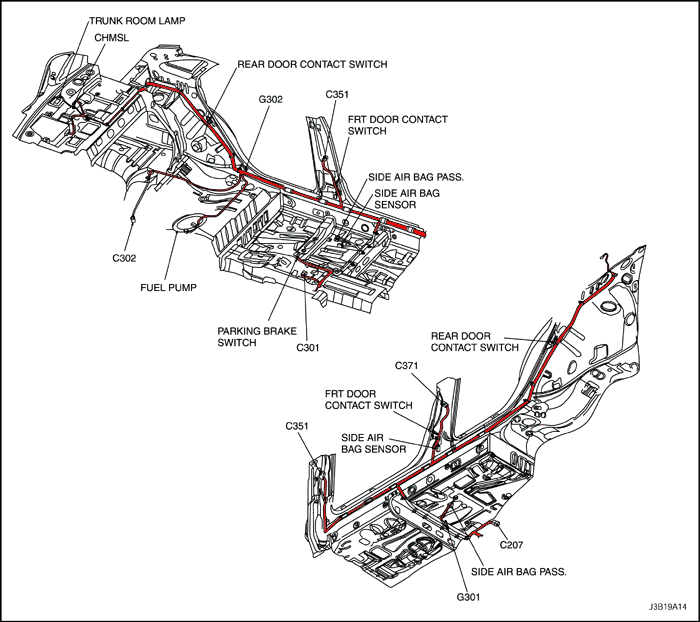 TRUNK ROOM LAMP
CHMSL
REAR DOOR CONTACT SWITCH
G302
C351
FRT DOOR CONTACT
SWITCH
SIDE AIR BAG PASS.
SIDE AIR BAG
SENSOR
C302
FUEL PUMP
PARKING BRAKE
SWITCH
C301
REAR DOOR
CONTACT SWITCH
C371
FRT DOOR
CONTACT SWITCH
C351
SIDE AIR
BAG SENSOR
C207
SIDE AIR BAG PASS.
G301
J3B19A14